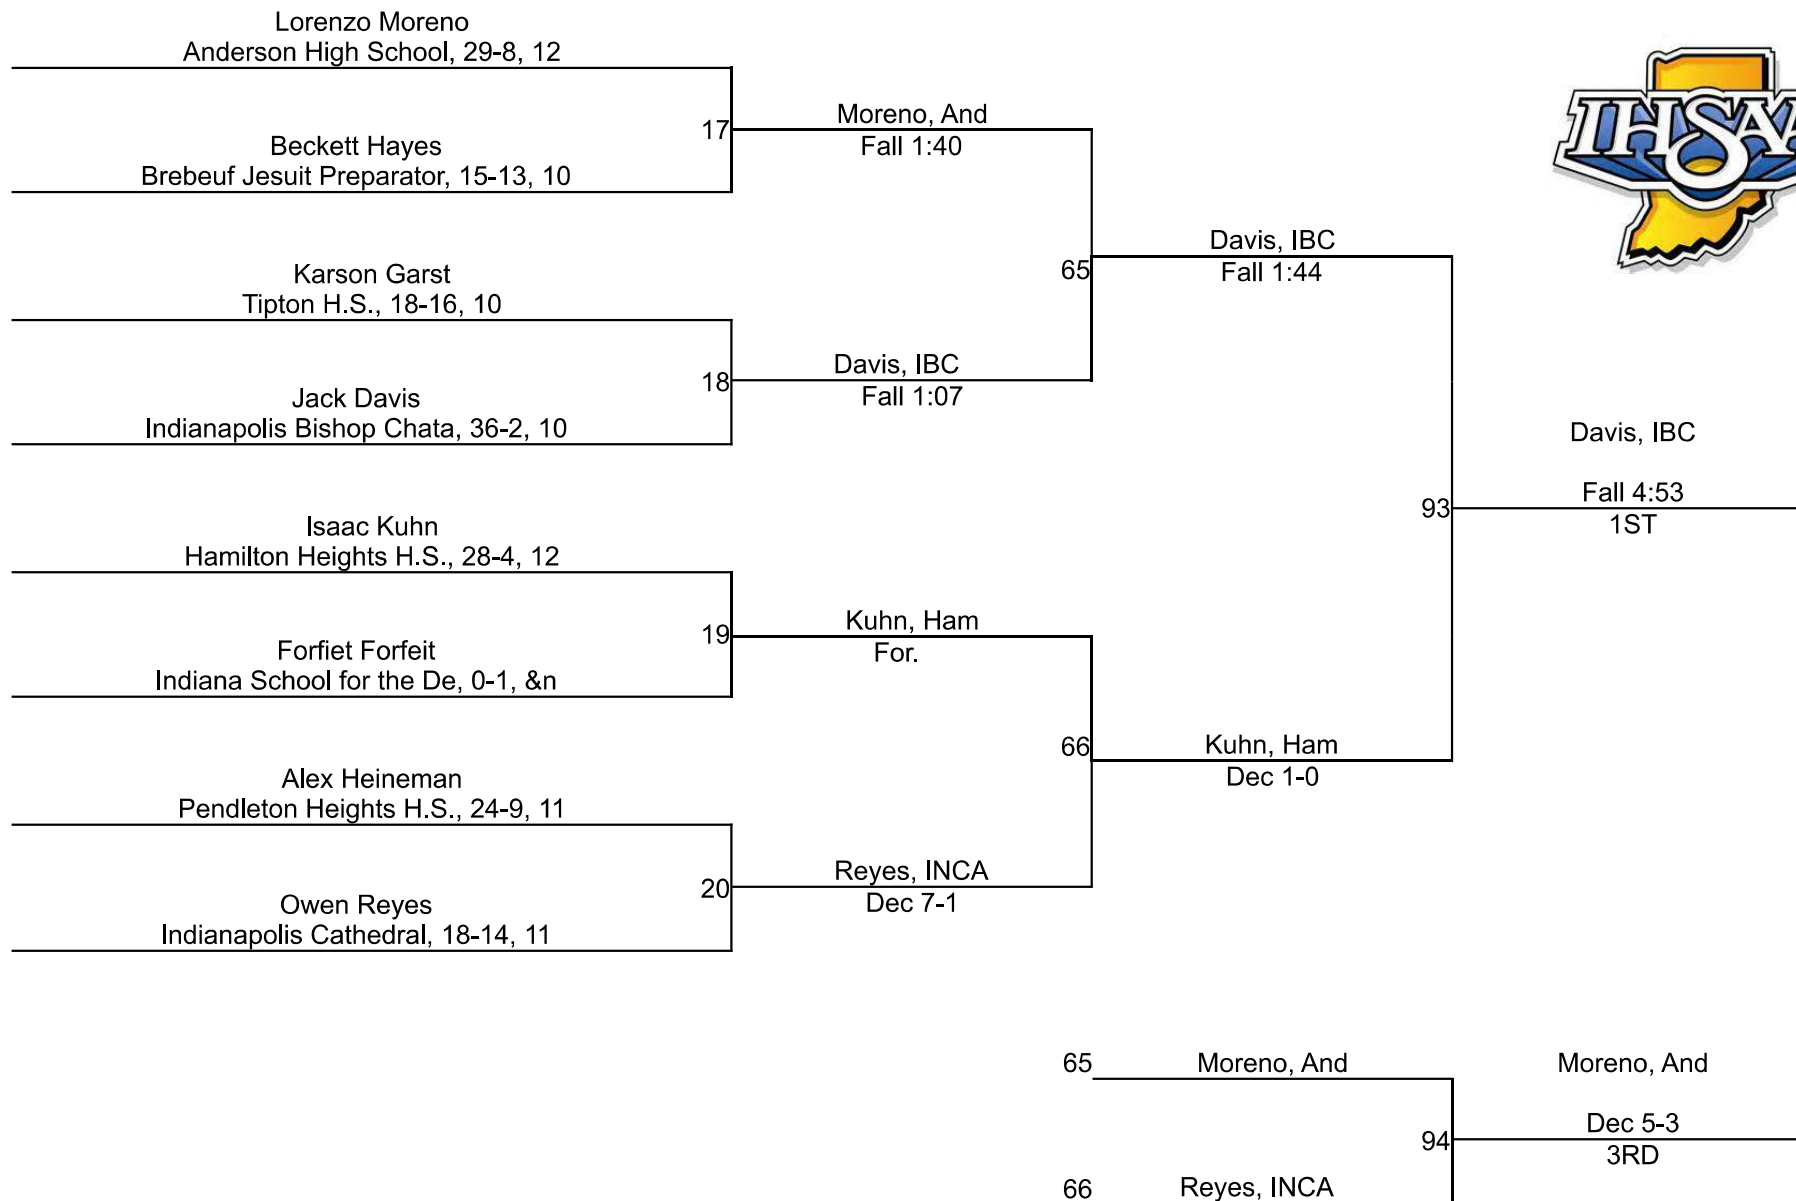 Lorenzo Moreno
Anderson High School, 29-8, 12
Beckett Hayes
Brebeuf Jesuit Preparator, 15-13, 10
17
Moreno, And
Fall 1:40
Karson Garst
Tipton H.S., 18-16, 10
Jack Davis
Indianapolis Bishop Chata, 36-2, 10
18
Davis, IBC
Fall 1:07
65
Davis, IBC
Fall 1:44
Isaac Kuhn
Hamilton Heights H.S., 28-4, 12
Forfiet Forfeit
Indiana School for the De, 0-1, &n
19
Kuhn, Ham
For.
Alex Heineman
Pendleton Heights H.S., 24-9, 11
Owen Reyes
Indianapolis Cathedral, 18-14, 11
20
Reyes, INCA
Dec 7-1
66
Kuhn, Ham
Dec 1-0
93
Davis, IBC
Fall 4:53
1ST
IHSAA
65
Moreno, And
66
Reyes, INCA
94
Moreno, And
Dec 5-3
3RD